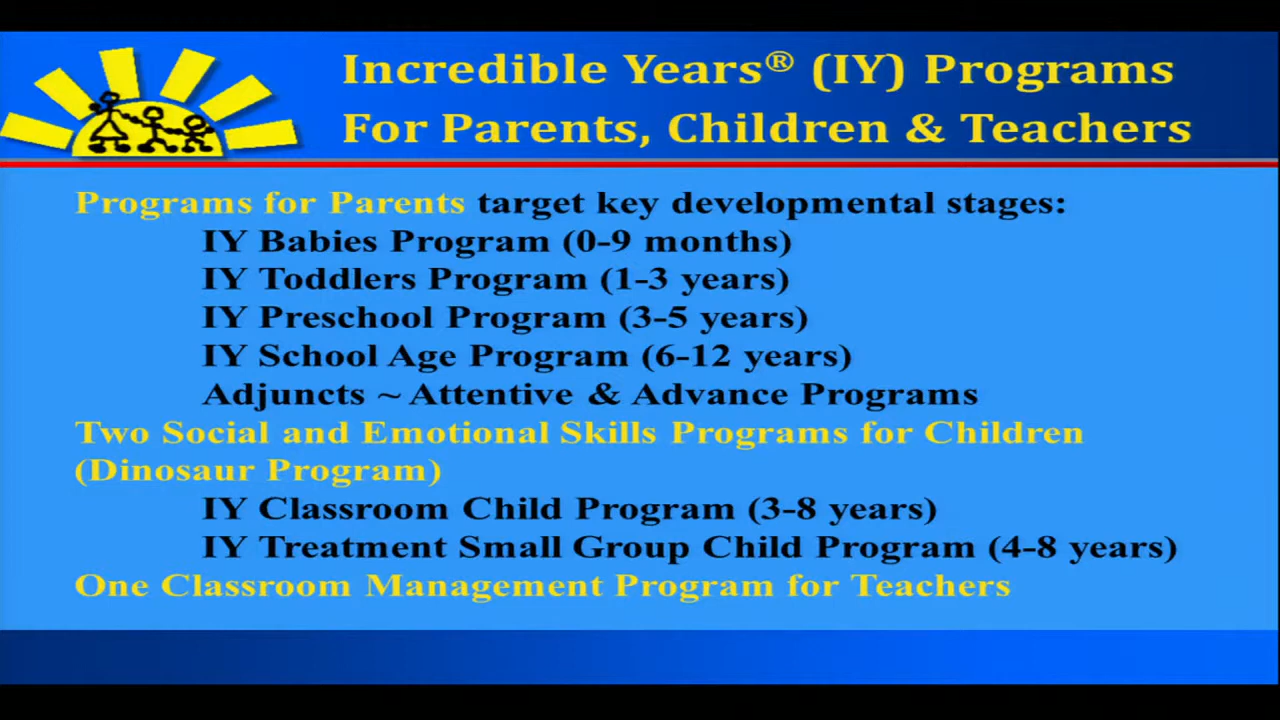 Incredible Years® (IY) Programs
For Parents, Children & Teachers
Programs for Parents target key developmental stages:
IY Babies Program (0-9 months)
IY Toddlers Program (1-3 years)
IY Preschool Program (3-5 years)
IY School Age Program (6-12 years)
Adjuncts ~ Attentive & Advance Programs
Two Social and Emotional Skills Programs for Children
(Dinosaur Program)
IY Classroom Child Program (3-8 years)
IY Treatment Small Group Child Program (4-8 years)
One Classroom Management Program for Teachers